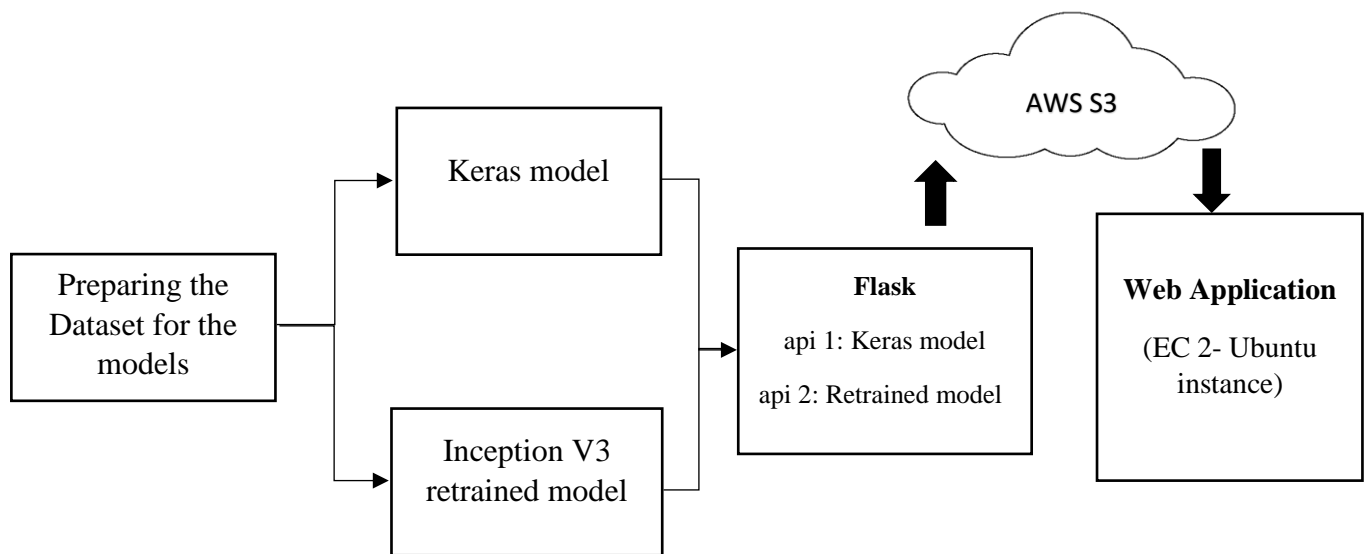 Preparing the
Dataset for the
models
Keras model
Inception V3
retrained model
Flask
api 1: Keras model
api 2: Retrained model
AWS S3
Web Application
(EC 2- Ubuntu
instance)